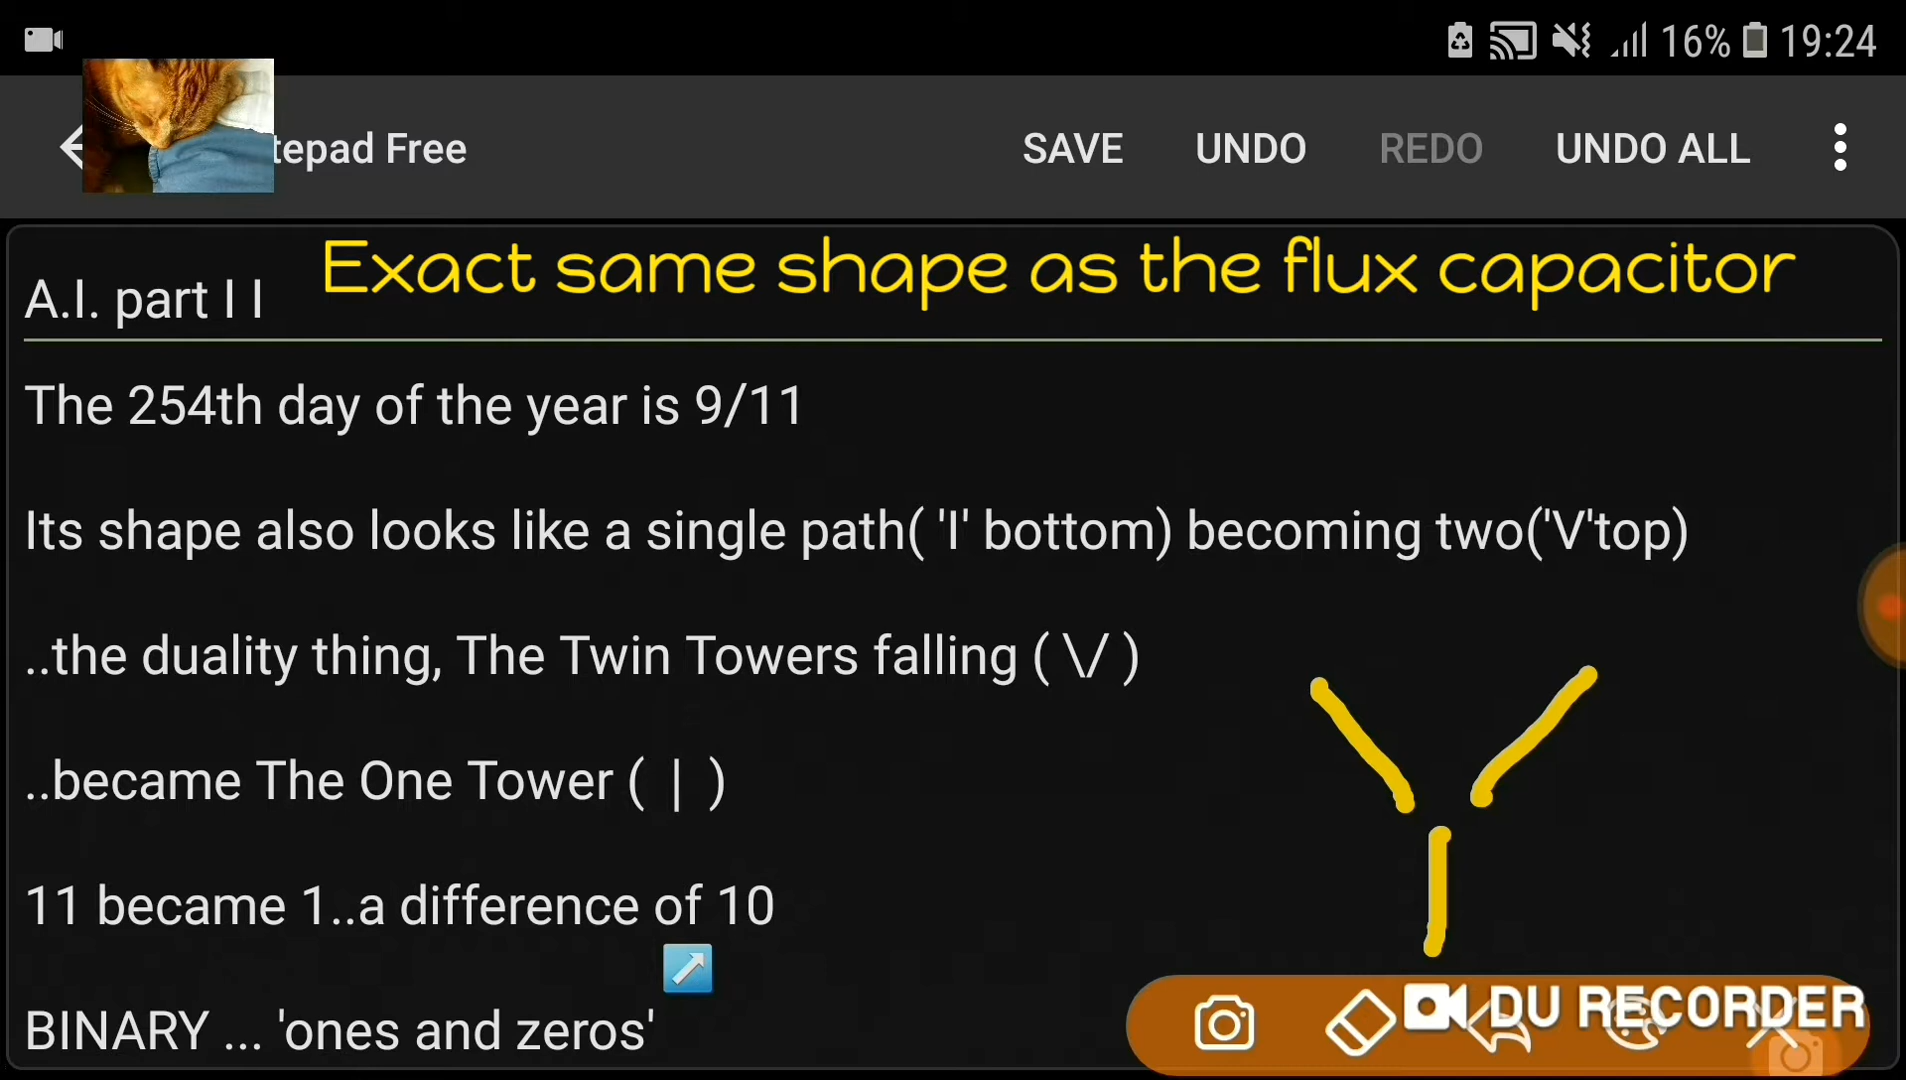 16% 19:24
tepad Free SAVE UNDO REDO UNDO ALL
Exact same shape as the flux capacitor
A.I. part I I
The 254th day of the year is 9/11
Its shape also looks like a single path( 'I' bottom) becoming two('V'top)
..the duality thing, The Twin Towers falling ( \/ )
..became The One Tower ( | )
11 became 1..a difference of 10
BINARY ... 'ones and zeros'
DU RECORDER